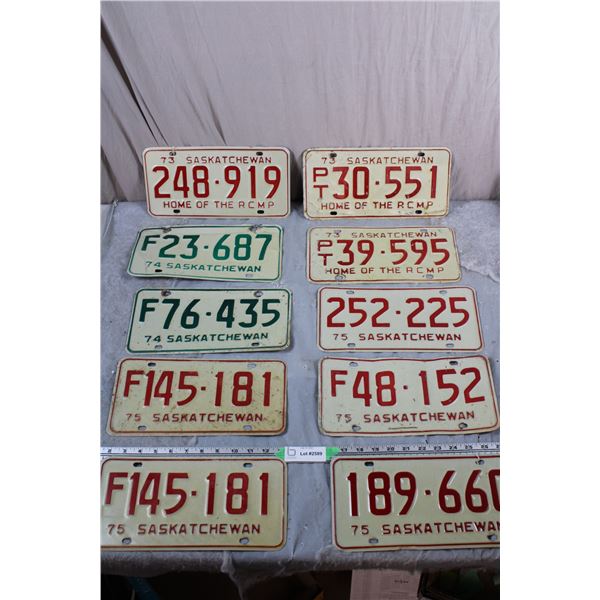 73 SASKATCHEWAN
248·919
HOME OF THE RCMP
73 SASKATCHEWAN
PT 30·551
HOME OF THE RCMP
F23·687
74 SASKATCHEWAN
73 SASKATCHEWAN
PT 39·595
HOME OF THE RCMP
F76·435
74 SASKATCHEWAN
252·225
75 SASKATCHEWAN
F145·181
75 SASKATCHEWAN
F48·152
75 SASKATCHEWAN
Lot #2589
F145·181
75 SASKATCHEWAN
189·660
75 SASKATCHEWAN